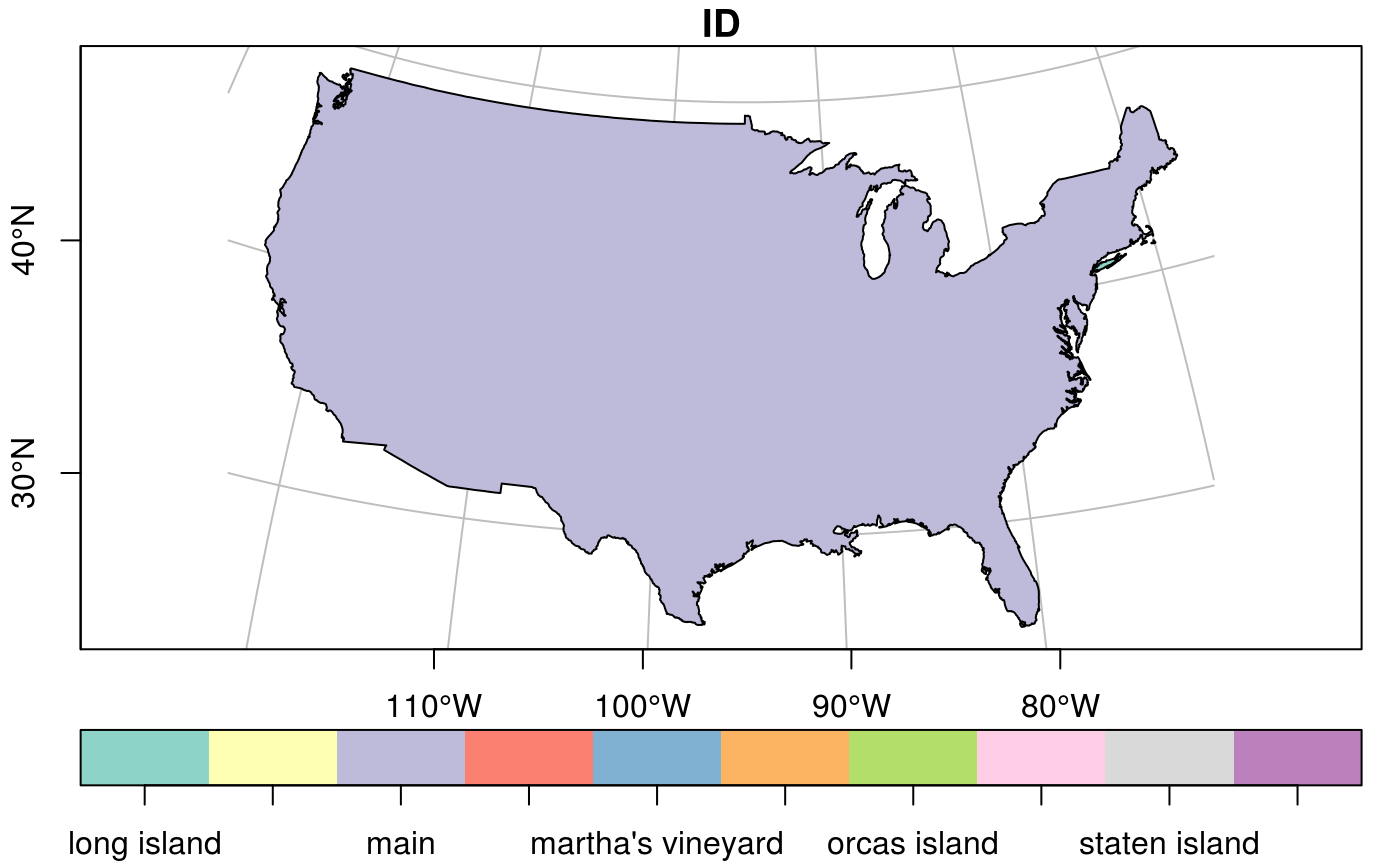 ID
40°N
30°N
110°W 100°W 90°W 80°W
long island main martha's vineyard orcas island staten island